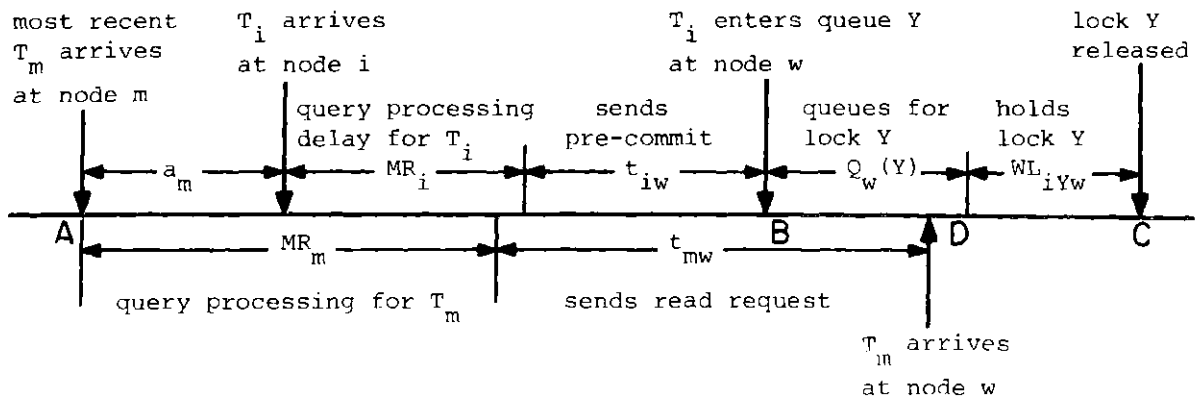 most recent
T_m arrives
at node m
T_i arrives
at node i
T_i enters queue Y
at node w
lock Y
released
query processing
delay for T_i
sends
pre-commit
queues for
lock Y
holds
lock Y
a_m
MR_i
t_iw
Q_w(Y)
WL_iYw
A
B
D
C
MR_m
t_mw
query processing for T_m
sends read request
T_m arrives
at node w